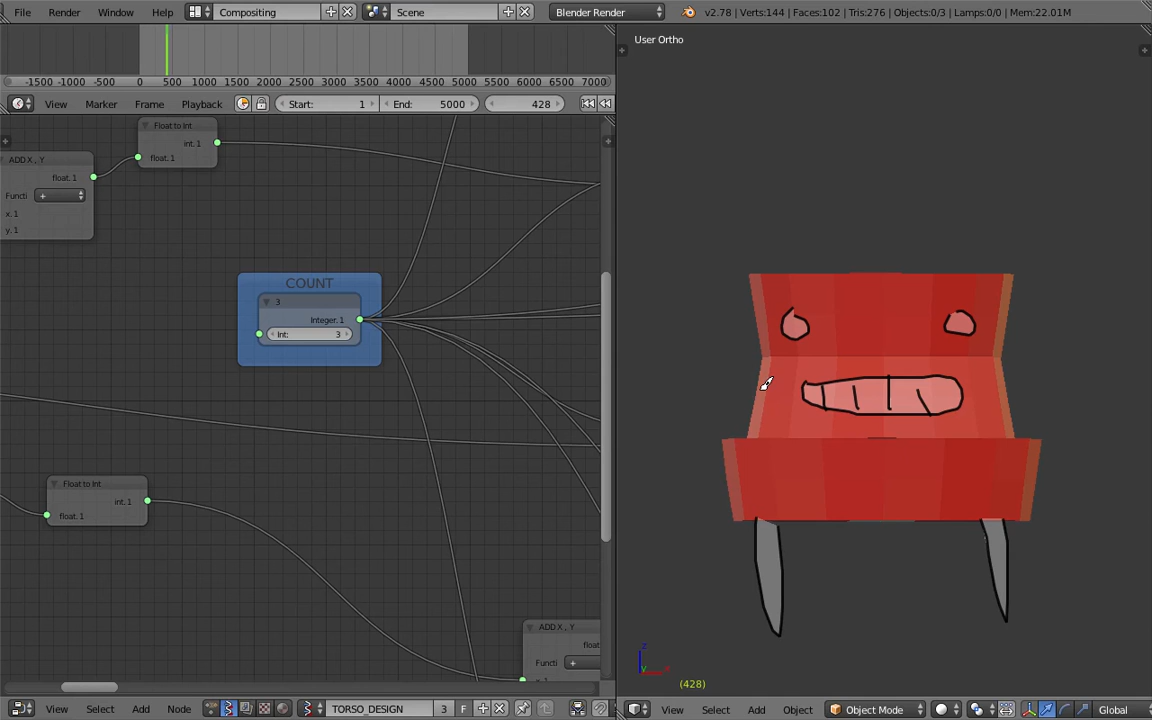 File Render Window Help Compositing Scene Blender Render v2.78 | Verts:144 | Faces:102 | Tris:276 | Objects:0/3 | Lamps:0/0 | Mem:22.01M
User Ortho
-1500 -1000 -500 0 500 1000 1500 2000 2500 3000 3500 4000 4500 5000 5500 6000 6500 7000
View Marker Frame Playback Start: 1 End: 5000 428
Float to Int
int. 1
float. 1
ADD X , Y
float. 1
Functi +
x. 1
y. 1
COUNT
3
Integer. 1
Int: 3
Float to Int
int. 1
float. 1
ADD X , Y
float
Functi +
z
y x
(428)
View Select Add Node TORSO_DESIGN 3 F
View Select Add Object Object Mode Global